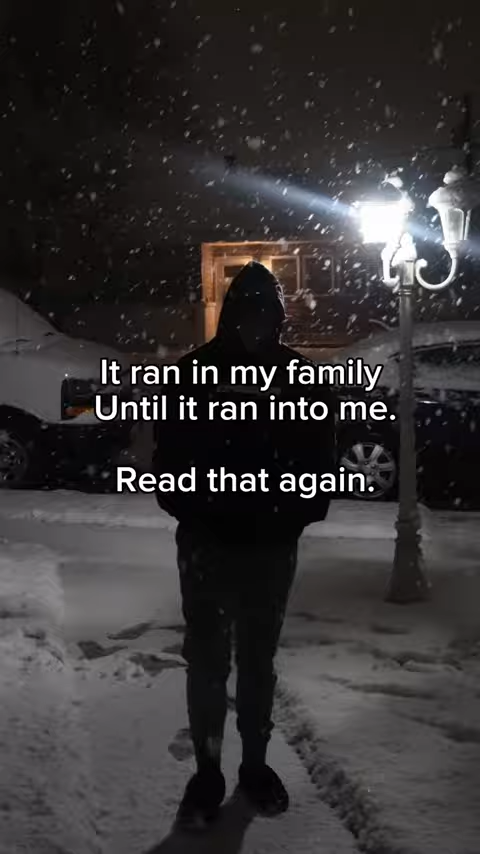 It ran in my family
Until it ran into me.
Read that again.